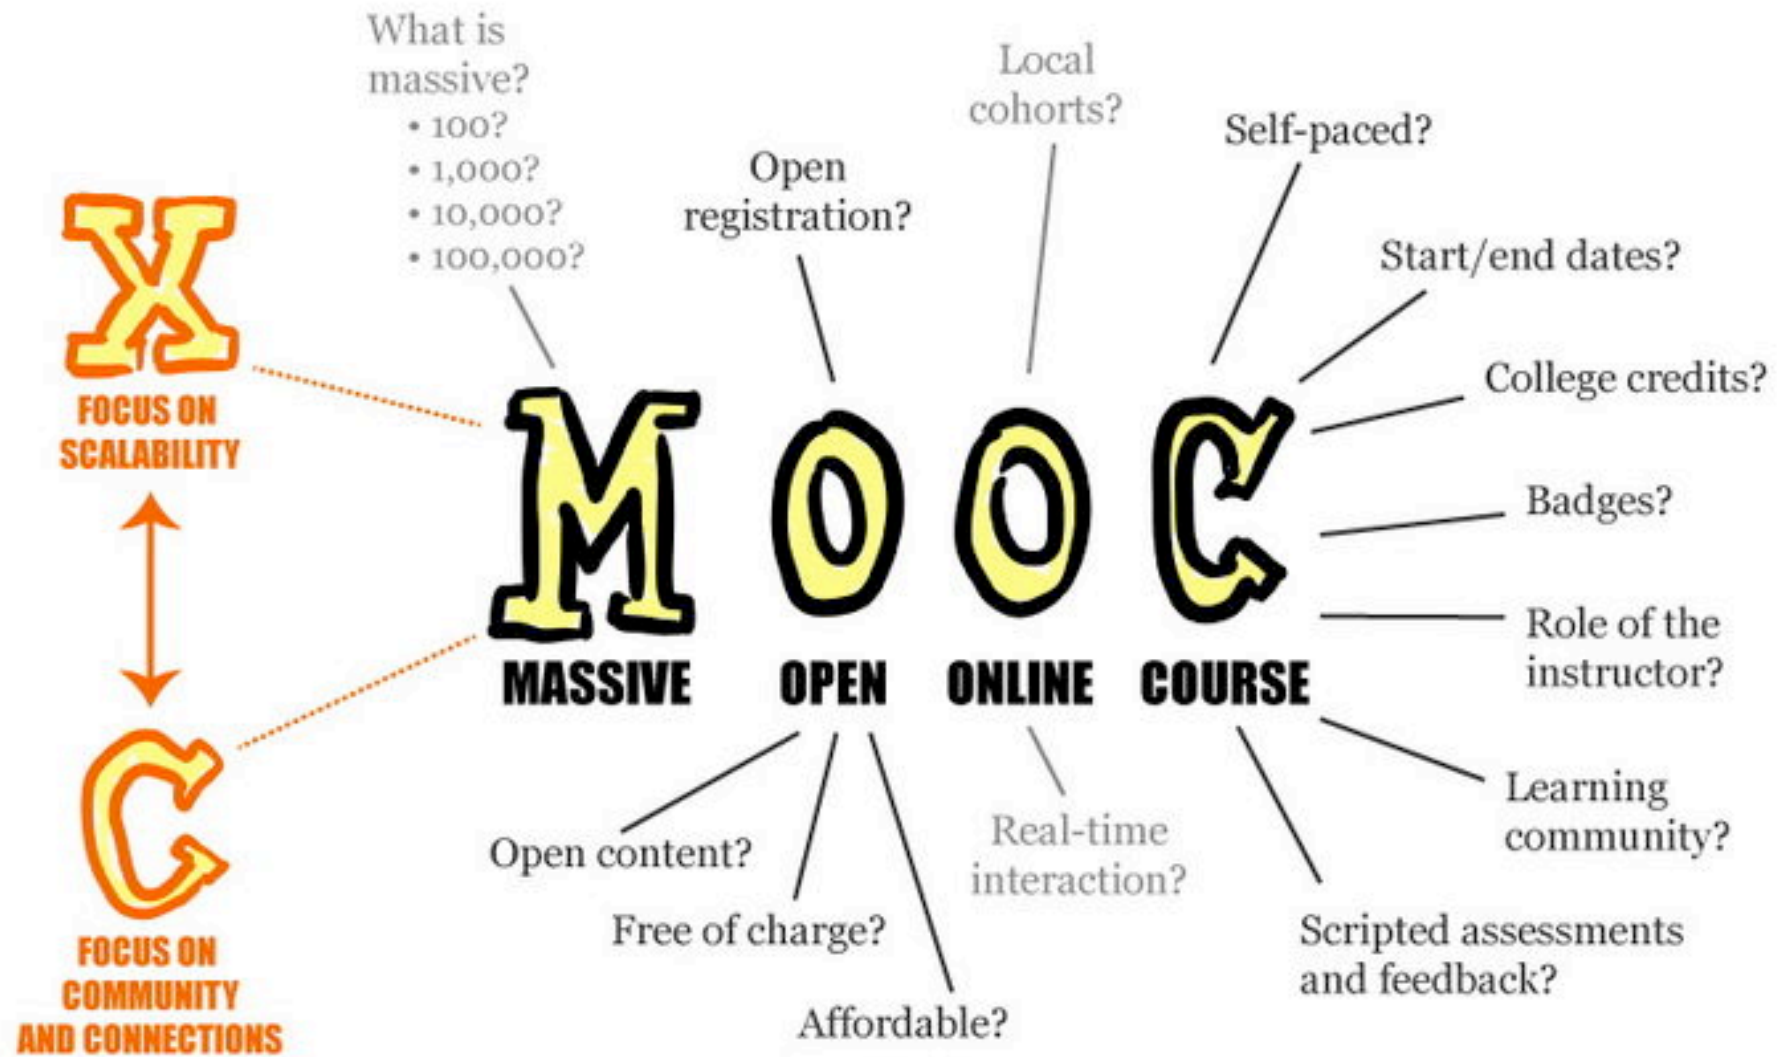 What is
massive?
• 100?
• 1,000?
• 10,000?
• 100,000?
Open
registration?
Local
cohorts?
Self-paced?
Start/end dates?
College credits?
Badges?
Role of the
instructor?
Learning
community?
Scripted assessments
and feedback?
X
FOCUS ON
SCALABILITY
C
FOCUS ON
COMMUNITY
AND CONNECTIONS
MOOC
MASSIVE OPEN ONLINE COURSE
Open content?
Free of charge?
Affordable?
Real-time
interaction?